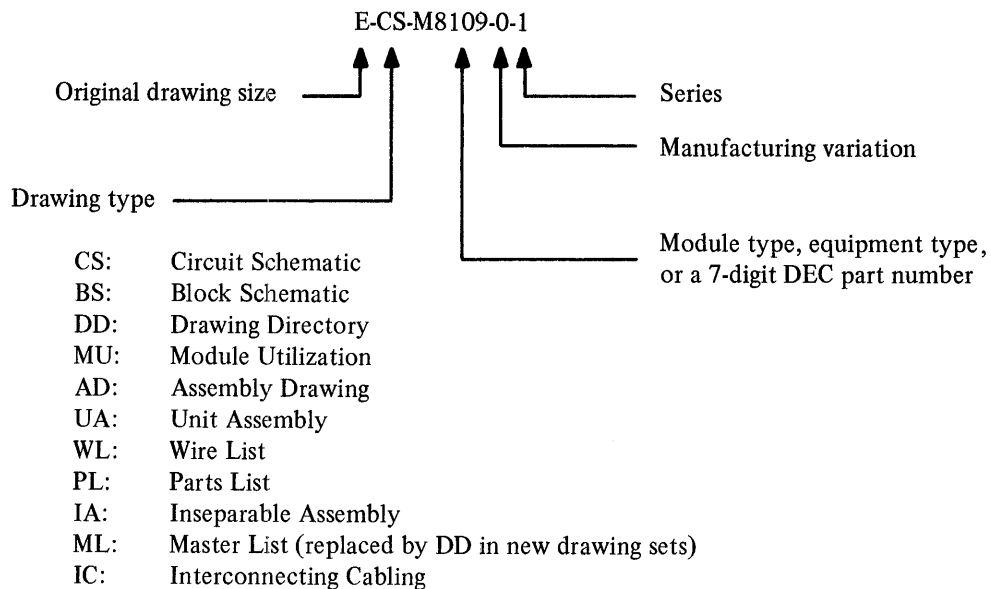 E-CS-M8109-0-1
Original drawing size
Series
Manufacturing variation
Drawing type
Module type, equipment type,
or a 7-digit DEC part number
CS: Circuit Schematic
BS: Block Schematic
DD: Drawing Directory
MU: Module Utilization
AD: Assembly Drawing
UA: Unit Assembly
WL: Wire List
PL: Parts List
IA: Inseparable Assembly
ML: Master List (replaced by DD in new drawing sets)
IC: Interconnecting Cabling